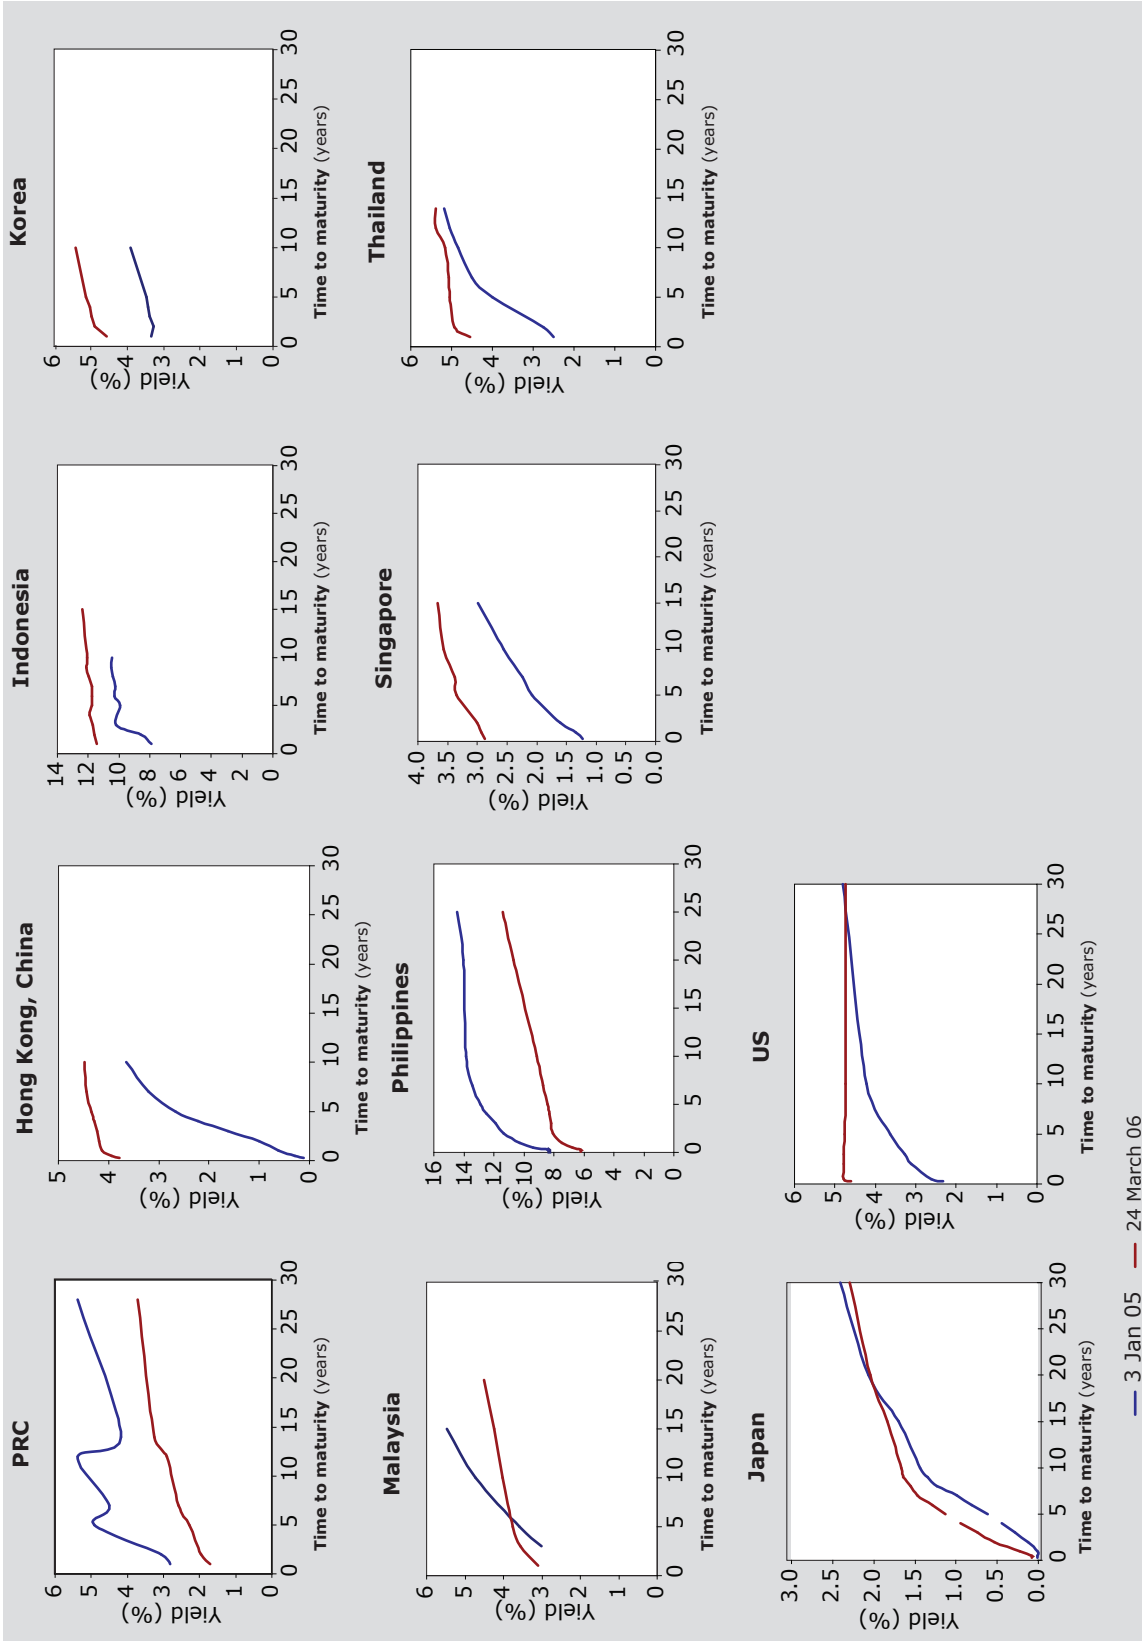 PRC
Yield (%)
6
5
4
3
2
1
0
0 5 10 15 20 25 30
Time to maturity (years)
Hong Kong, China
Yield (%)
5
4
3
2
1
0
0 5 10 15 20 25 30
Time to maturity (years)
Indonesia
Yield (%)
14
12
10
8
6
4
2
0
0 5 10 15 20 25 30
Time to maturity (years)
Korea
Yield (%)
6
5
4
3
2
1
0
0 5 10 15 20 25 30
Time to maturity (years)
Malaysia
Yield (%)
6
3
0
0 5 10 15 20 25 30
Time to maturity (years)
Philippines
Yield (%)
16
14
12
10
8
6
4
2
0
0 5 10 15 20 25 30
Time to maturity (years)
Singapore
Yield (%)
4.0
3.5
3.0
2.5
2.0
1.5
1.0
0.5
0.0
0 5 10 15 20 25 30
Time to maturity (years)
Thailand
Yield (%)
6
5
4
3
2
1
0
0 5 10 15 20 25 30
Time to maturity (years)
Japan
Yield (%)
3.0
2.5
2.0
1.5
1.0
0.5
0.0
0 5 10 15 20 25 30
Time to maturity (years)
US
Yield (%)
6
5
4
3
2
1
0
0 5 10 15 20 25 30
Time to maturity (years)
3 Jan 05 24 March 06